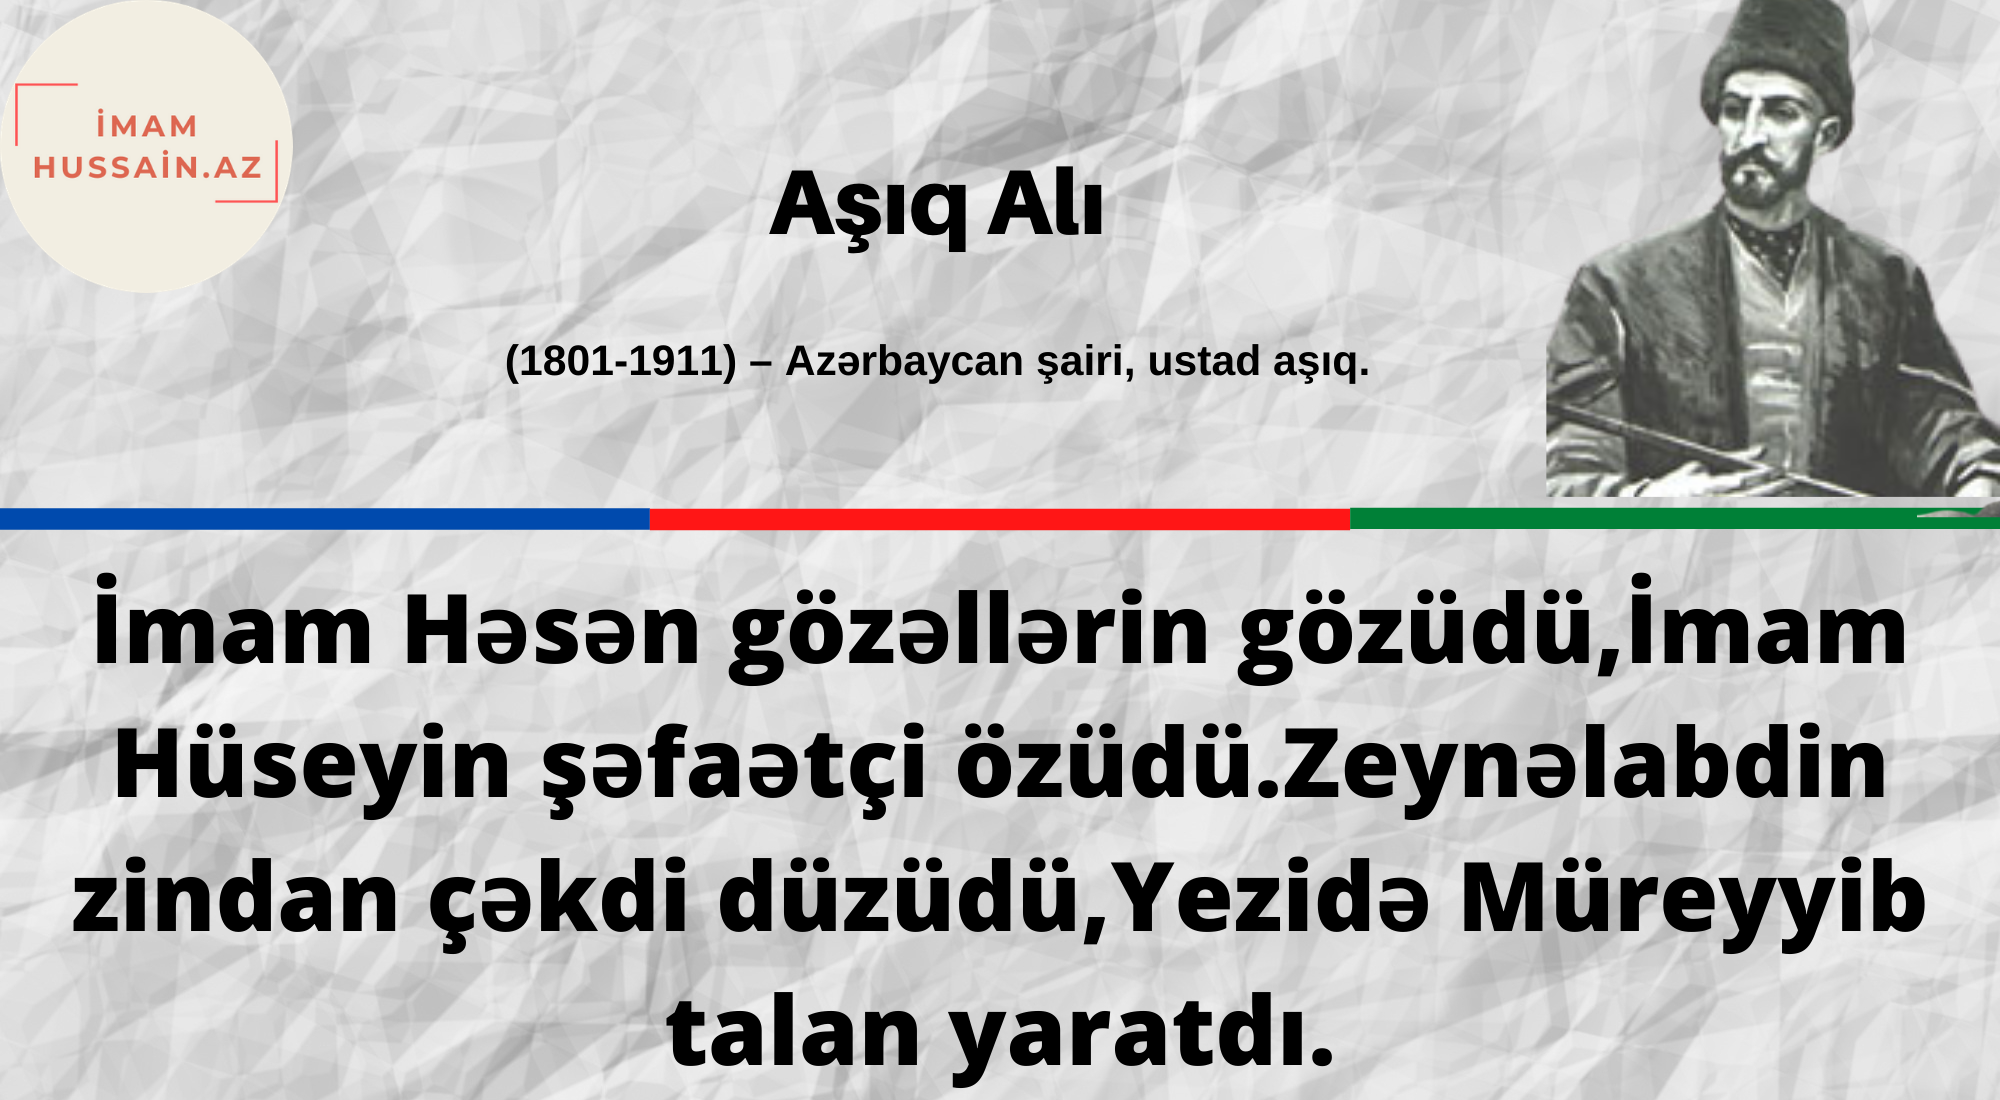 İMAM
HUSSAİN.AZ
Aşıq Alı
(1801-1911) – Azərbaycan şairi, ustad aşıq.
İmam Həsən gözəllərin gözüdü,İmam
Hüseyin şəfaətçi özüdü.Zeynəlabdin
zindan çəkdi düzüdü,Yezidə Müreyyib
talan yaratdı.